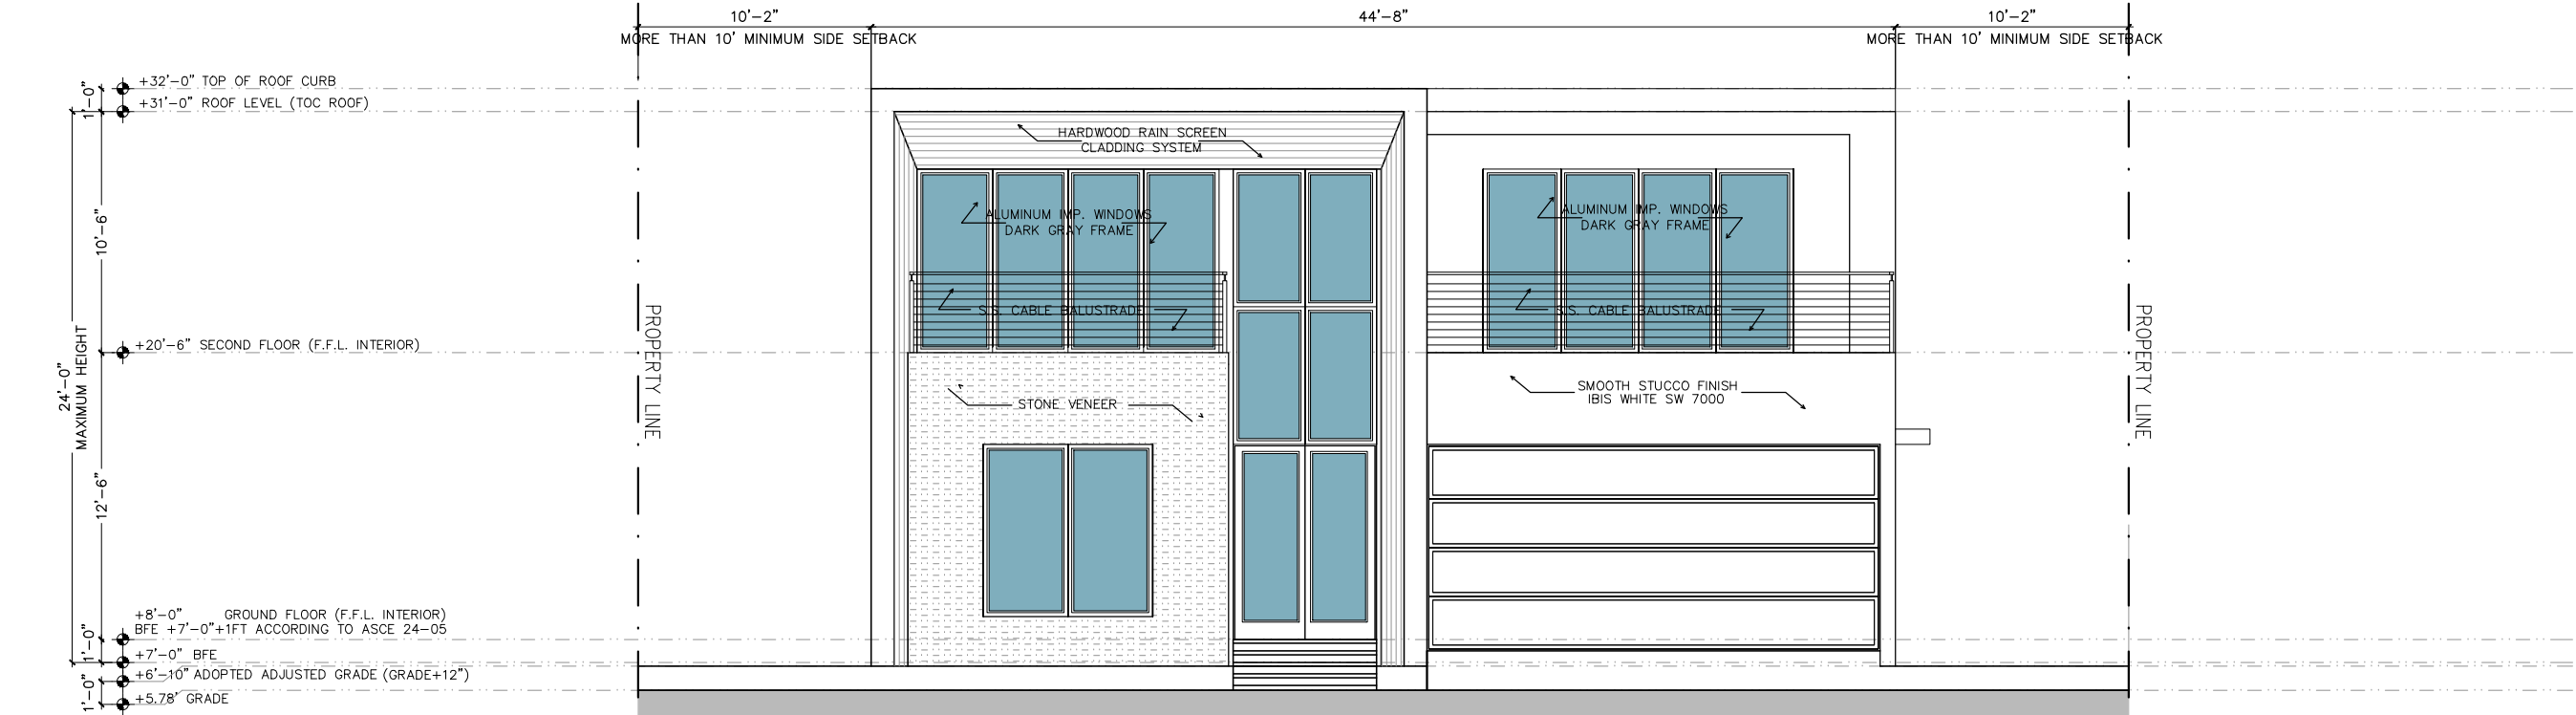 10'-2"
44'-8"
10'-2"
MORE THAN 10' MINIMUM SIDE SETBACK
MORE THAN 10' MINIMUM SIDE SETBACK
1'-0"
+32'-0" TOP OF ROOF CURB
+31'-0" ROOF LEVEL (TOC ROOF)
HARDWOOD RAIN SCREEN
CLADDING SYSTEM
10'-6"
ALUMINUM IMP. WINDOWS
DARK GRAY FRAME
ALUMINUM IMP. WINDOWS
DARK GRAY FRAME
S.S. CABLE BALUSTRADE
S.S. CABLE BALUSTRADE
PROPERTY LINE
PROPERTY LINE
+20'-6" SECOND FLOOR (F.F.L. INTERIOR)
24'-0"
MAXIMUM HEIGHT
STONE VENEER
SMOOTH STUCCO FINISH
IBIS WHITE SW 7000
12'-6"
+8'-0" GROUND FLOOR (F.F.L. INTERIOR)
BFE +7'-0"+1FT ACCORDING TO ASCE 24-05
1'-0"
+7'-0" BFE
+6'-10" ADOPTED ADJUSTED GRADE (GRADE+12")
1'-0"
+5.78' GRADE